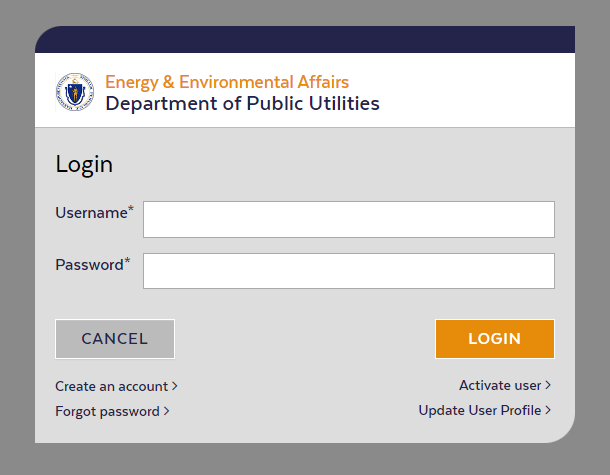 Energy & Environmental Affairs
Department of Public Utilities
Login
Username*
Password*
CANCEL
LOGIN
Create an account >
Activate user >
Forgot password >
Update User Profile >